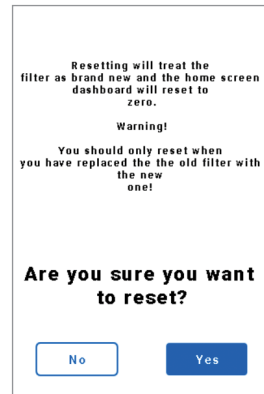 Resetting will treat the
filter as brand new and the home screen
dashboard will reset to
zero.
Warning!
You should only reset when
you have replaced the the old filter with
the new
one!
Are you sure you want
to reset?
No
Yes